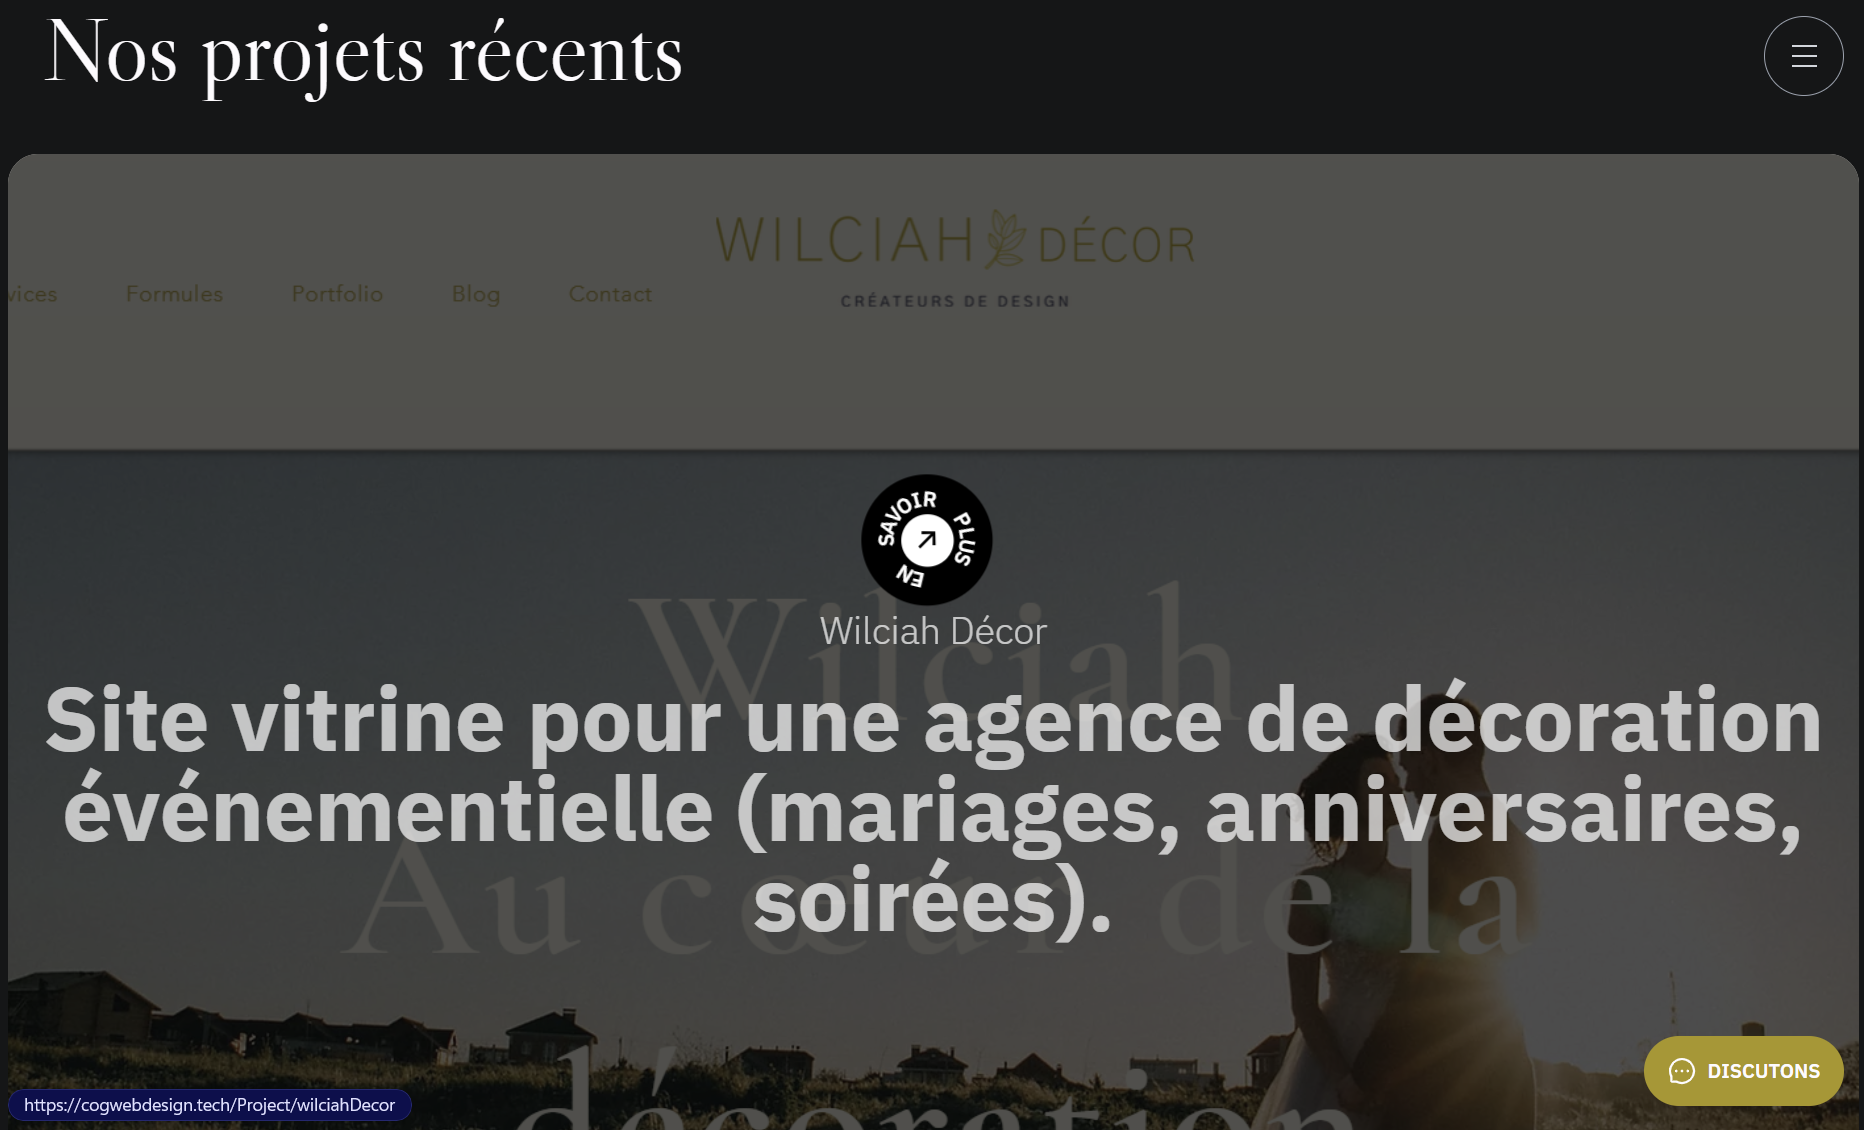 Nos projets récents
WILCIAH DÉCOR
CRÉATEURS DE DESIGN
vices Formules Portfolio Blog Contact
EN SAVOIR PLUS
Wilciah
Wilciah Décor
Site vitrine pour une agence de décoration
événementielle (mariages, anniversaires,
soirées).
Au cœur de la
décoration
DISCUTONS
https://cogwebdesign.tech/Project/wilciahDecor